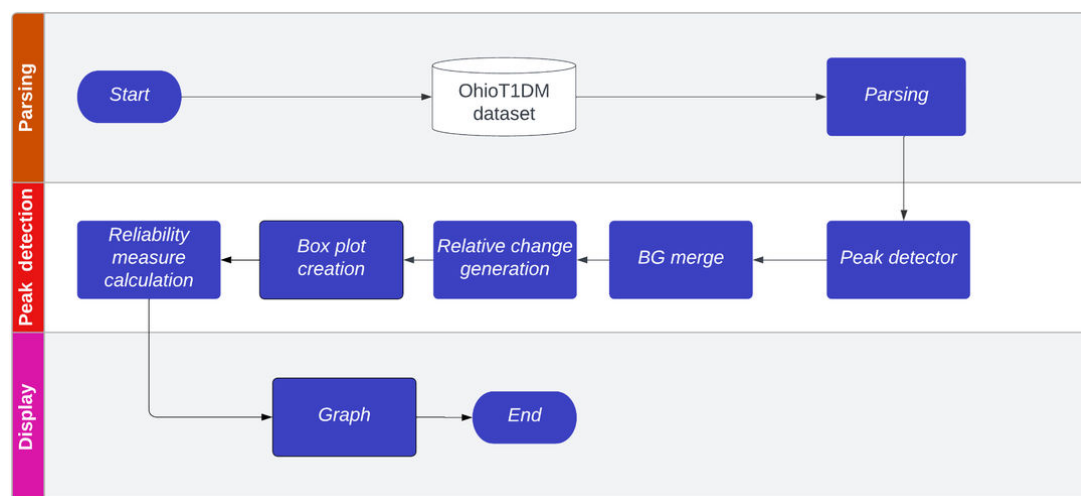 Parsing
Start
OhioT1DM
dataset
Parsing
Peak detection
Reliability
measure
calculation
Box plot
creation
Relative change
generation
BG merge
Peak detector
Display
Graph
End